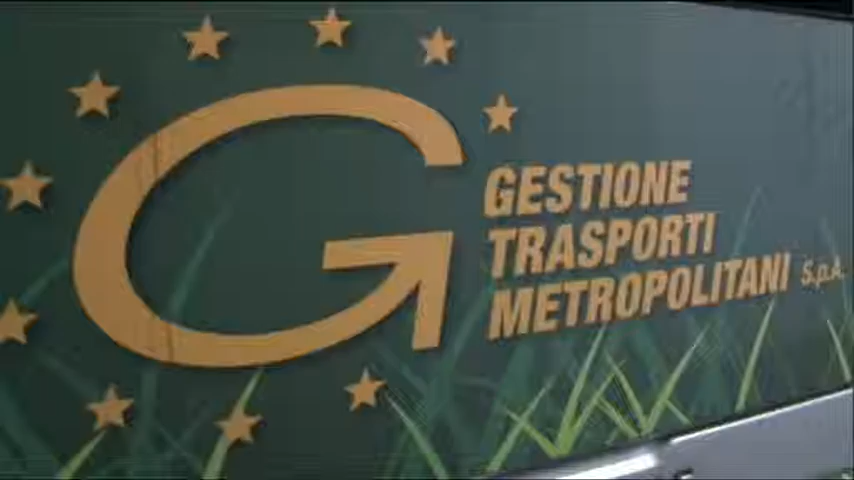 G
GESTIONE
TRASPORTI
METROPOLITANI S.p.A.